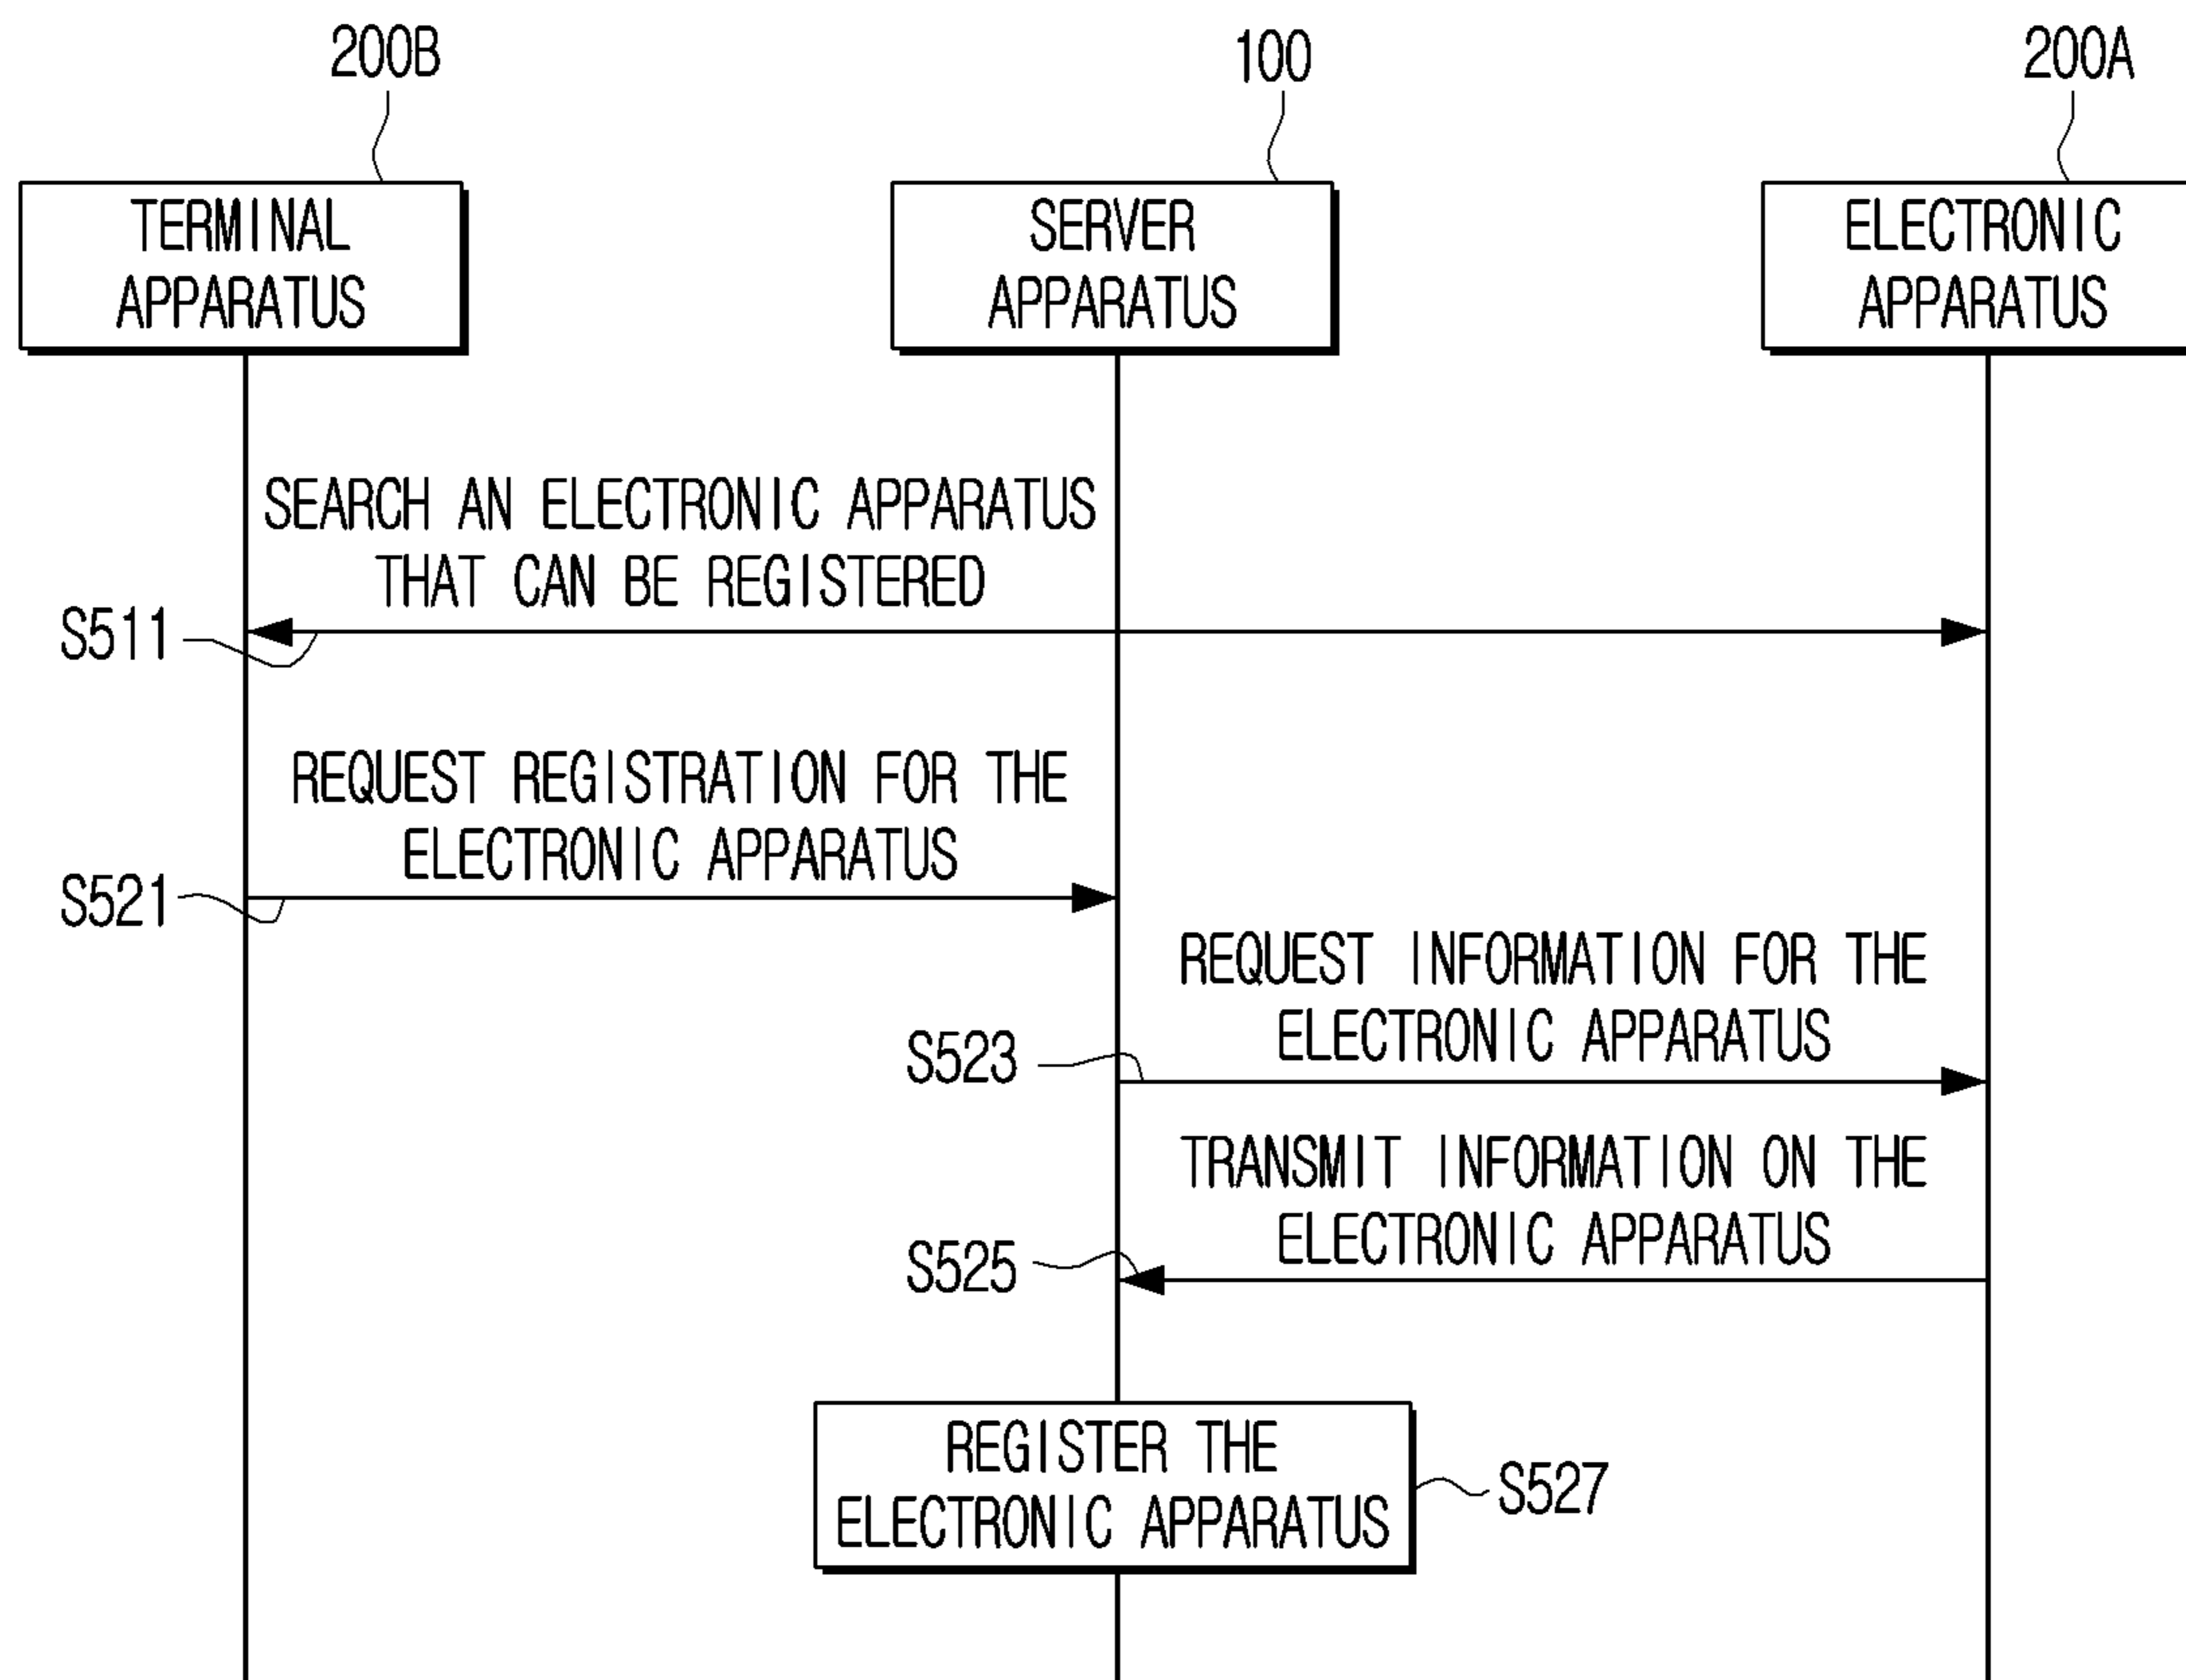 200B
100
200A
TERMINAL
APPARATUS
SERVER
APPARATUS
ELECTRONIC
APPARATUS
SEARCH AN ELECTRONIC APPARATUS
THAT CAN BE REGISTERED
S511
REQUEST REGISTRATION FOR THE
ELECTRONIC APPARATUS
S521
REQUEST INFORMATION FOR THE
ELECTRONIC APPARATUS
S523
TRANSMIT INFORMATION ON THE
ELECTRONIC APPARATUS
S525
REGISTER THE
ELECTRONIC APPARATUS
S527